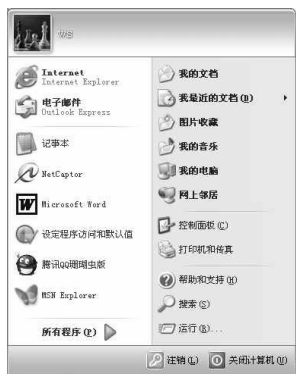 ws
Internet
Internet Explorer
电子邮件
Outlook Express
记事本
NetCaptor
Microsoft Word
设定程序访问和默认值
腾讯QQ珊瑚虫版
MSN Explorer
所有程序(P)
我的文档
我最近的文档(D)
图片收藏
我的音乐
我的电脑
网上邻居
控制面板(C)
打印机和传真
帮助和支持(H)
搜索(S)
运行(R)...
注销(L)
关闭计算机(U)